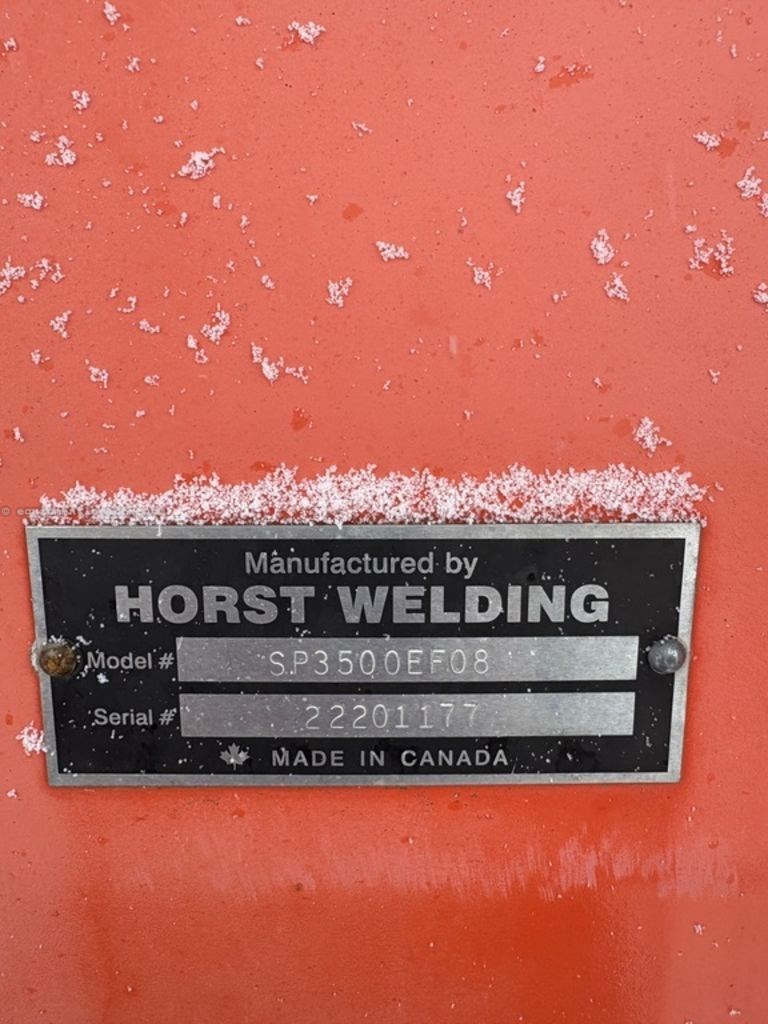 Manufactured by
HORST WELDING
Model # SP3500EF08
Serial # 22201177
MADE IN CANADA